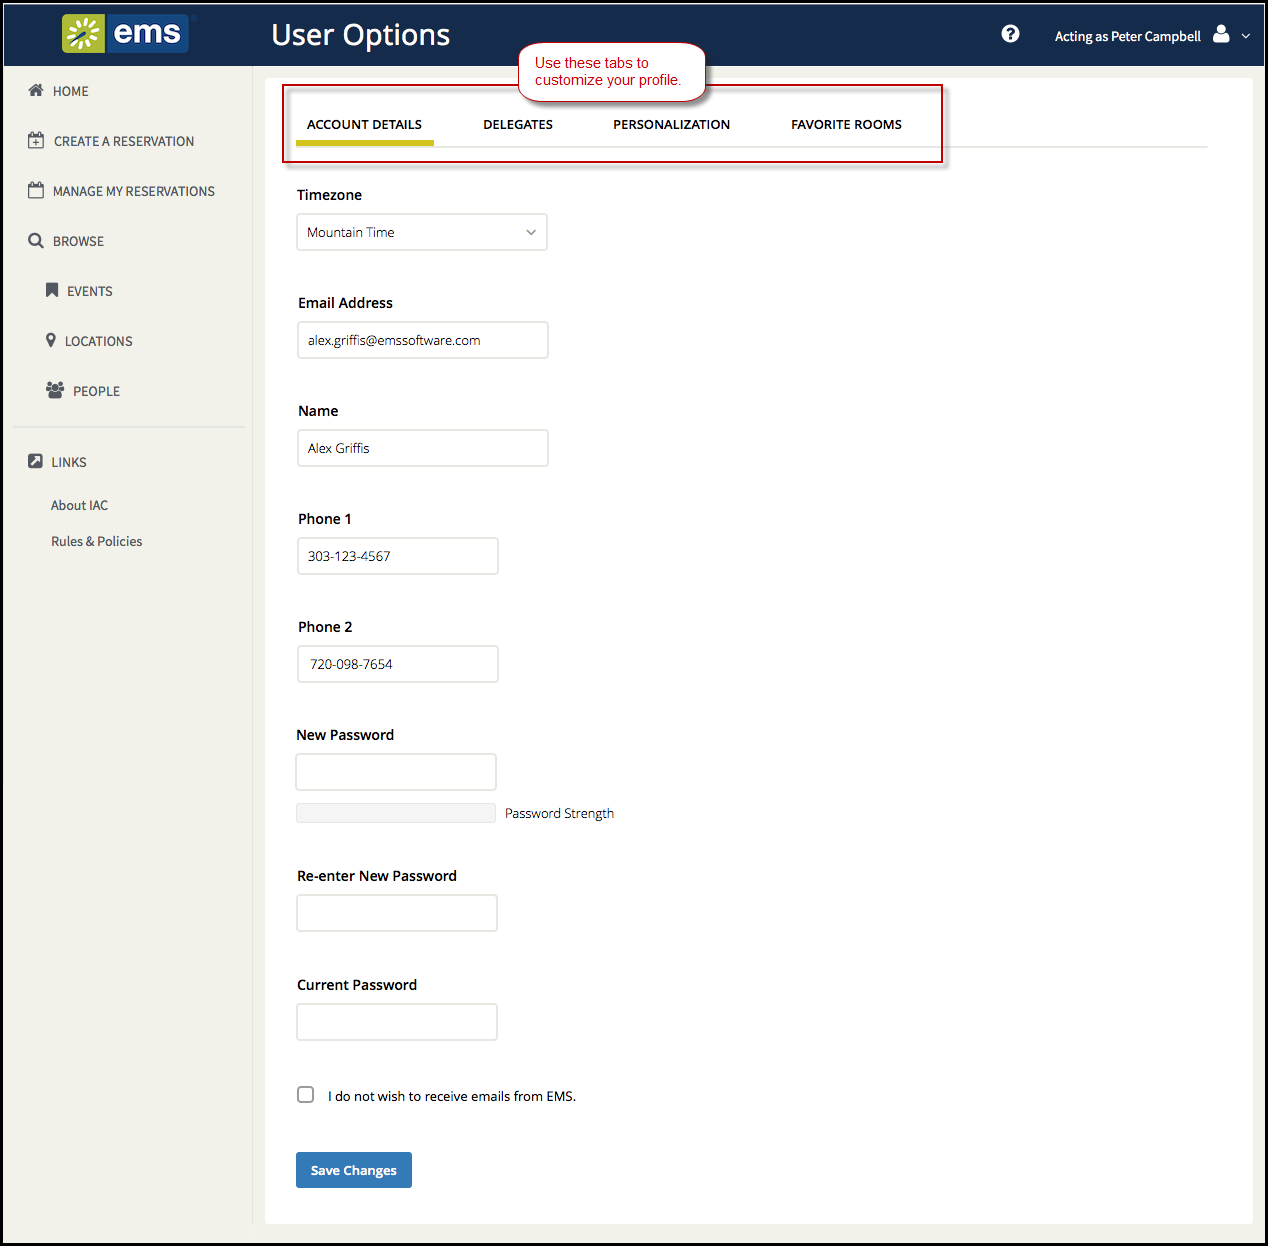 ems
User Options
Acting as Peter Campbell
Use these tabs to
customize your profile.
HOME
CREATE A RESERVATION
MANAGE MY RESERVATIONS
BROWSE
EVENTS
LOCATIONS
PEOPLE
LINKS
About IAC
Rules & Policies
ACCOUNT DETAILS
DELEGATES
PERSONALIZATION
FAVORITE ROOMS
Timezone
Mountain Time
Email Address
alex.griffis@emssoftware.com
Name
Alex Griffis
Phone 1
303-123-4567
Phone 2
720-098-7654
New Password
Password Strength
Re-enter New Password
Current Password
I do not wish to receive emails from EMS.
Save Changes